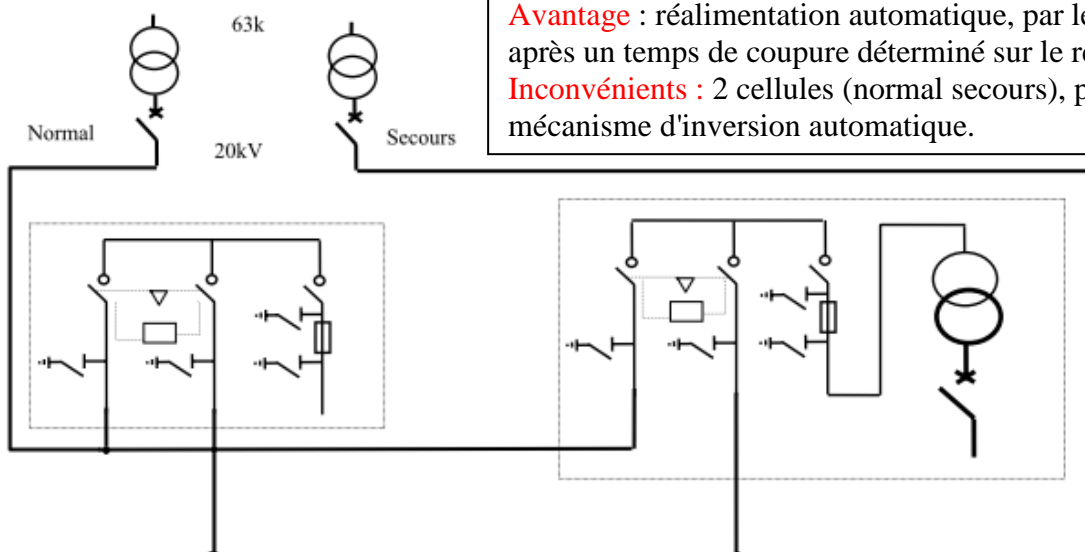 63k
Avantage : réalimentation automatique, par le
après un temps de coupure déterminé sur le
Inconvénients : 2 cellules (normal secours),
mécanisme d'inversion automatique.
Normal
20kV
Secours